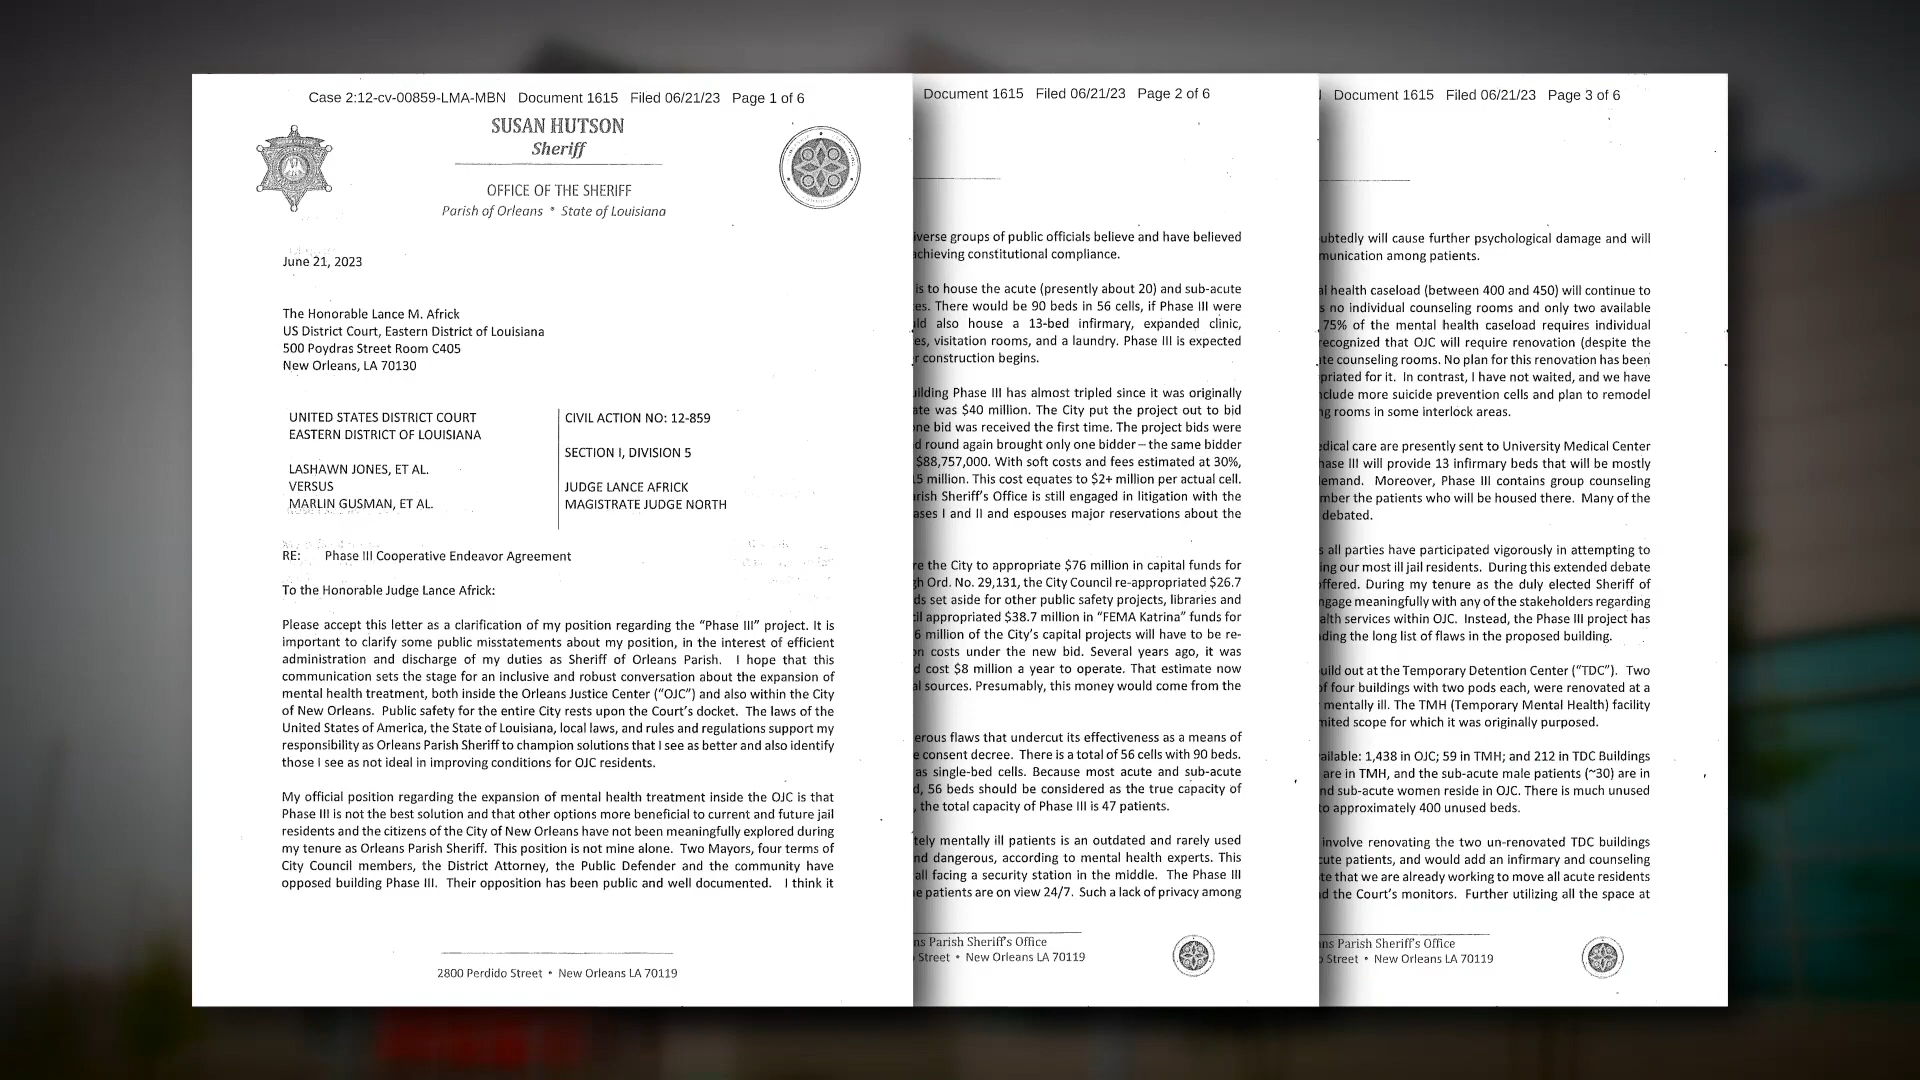 Case 2:12-cv-00859-LMA-MBN Document 1615 Filed 06/21/23 Page 1 of 6
SUSAN HUTSON
Sheriff
OFFICE OF THE SHERIFF
Parish of Orleans * State of Louisiana
June 21, 2023
The Honorable Lance M. Africk
US District Court, Eastern District of Louisiana
500 Poydras Street Room C405
New Orleans, LA 70130
UNITED STATES DISTRICT COURT
EASTERN DISTRICT OF LOUISIANA
LASHAWN JONES, ET AL.
VERSUS
MARLIN GUSMAN, ET AL.
CIVIL ACTION NO: 12-859
SECTION I, DIVISION 5
JUDGE LANCE AFRICK
MAGISTRATE JUDGE NORTH
RE: Phase III Cooperative Endeavor Agreement
To the Honorable Judge Lance Africk:
Please accept this letter as a clarification of my position regarding the “Phase III” project. It is
important to clarify some public misstatements about my position, in the interest of efficient
administration and discharge of my duties as Sheriff of Orleans Parish. I hope that this
communication sets the stage for an inclusive and robust conversation about the expansion of
mental health treatment, both inside the Orleans Justice Center (“OJC”) and also within the City
of New Orleans. Public safety for the entire City rests upon the Court’s docket. The laws of the
United States of America, the State of Louisiana, local laws, and rules and regulations support my
responsibility as Orleans Parish Sheriff to champion solutions that I see as better and also identify
those I see as not ideal in improving conditions for OJC residents.
My official position regarding the expansion of mental health treatment inside the OJC is that
Phase III is not the best solution and that other options more beneficial to current and future jail
residents and the citizens of the City of New Orleans have not been meaningfully explored during
my tenure as Orleans Parish Sheriff. This position is not mine alone. Two Mayors, four terms of
City Council members, the District Attorney, the Public Defender and the community have
opposed building Phase III. Their opposition has been public and well documented. I think it
2800 Perdido Street • New Orleans LA 70119
Document 1615 Filed 06/21/23 Page 2 of 6
iverse groups of public officials believe and have believed
achieving constitutional compliance.
is to house the acute (presently about 20) and sub-acute
es. There would be 90 beds in 56 cells, if Phase III were
ld also house a 13-bed infirmary, expanded clinic,
es, visitation rooms, and a laundry. Phase III is expected
r construction begins.
uilding Phase III has almost tripled since it was originally
ate was $40 million. The City put the project out to bid
ne bid was received the first time. The project bids were
d round again brought only one bidder – the same bidder
$88,757,000. With soft costs and fees estimated at 30%,
5 million. This cost equates to $2+ million per actual cell.
rish Sheriff’s Office is still engaged in litigation with the
ases I and II and espouses major reservations about the
re the City to appropriate $76 million in capital funds for
gh Ord. No. 29,131, the City Council re-appropriated $26.7
ds set aside for other public safety projects, libraries and
il appropriated $38.7 million in “FEMA Katrina” funds for
6 million of the City’s capital projects will have to be re-
n costs under the new bid. Several years ago, it was
d cost $8 million a year to operate. That estimate now
al sources. Presumably, this money would come from the
erous flaws that undercut its effectiveness as a means of
e consent decree. There is a total of 56 cells with 90 beds.
as single-bed cells. Because most acute and sub-acute
d, 56 beds should be considered as the true capacity of
, the total capacity of Phase III is 47 patients.
tely mentally ill patients is an outdated and rarely used
nd dangerous, according to mental health experts. This
all facing a security station in the middle. The Phase III
e patients are on view 24/7. Such a lack of privacy among
ns Parish Sheriff’s Office
Street • New Orleans LA 70119
Document 1615 Filed 06/21/23 Page 3 of 6
ubtedly will cause further psychological damage and will
munication among patients.
l health caseload (between 400 and 450) will continue to
s no individual counseling rooms and only two available
75% of the mental health caseload requires individual
recognized that OJC will require renovation (despite the
te counseling rooms. No plan for this renovation has been
priated for it. In contrast, I have not waited, and we have
nclude more suicide prevention cells and plan to remodel
ng rooms in some interlock areas.
edical care are presently sent to University Medical Center
hase III will provide 13 infirmary beds that will be mostly
emand. Moreover, Phase III contains group counseling
mber the patients who will be housed there. Many of the
debated.
s all parties have participated vigorously in attempting to
ing our most ill jail residents. During this extended debate
ffered. During my tenure as the duly elected Sheriff of
ngage meaningfully with any of the stakeholders regarding
alth services within OJC. Instead, the Phase III project has
ding the long list of flaws in the proposed building.
uild out at the Temporary Detention Center (“TDC”). Two
of four buildings with two pods each, were renovated at a
mentally ill. The TMH (Temporary Mental Health) facility
mited scope for which it was originally purposed.
ailable: 1,438 in OJC; 59 in TMH; and 212 in TDC Buildings
are in TMH, and the sub-acute male patients (~30) are in
nd sub-acute women reside in OJC. There is much unused
to approximately 400 unused beds.
involve renovating the two un-renovated TDC buildings
cute patients, and would add an infirmary and counseling
te that we are already working to move all acute residents
d the Court’s monitors. Further utilizing all the space at
ns Parish Sheriff’s Office
Street • New Orleans LA 70119